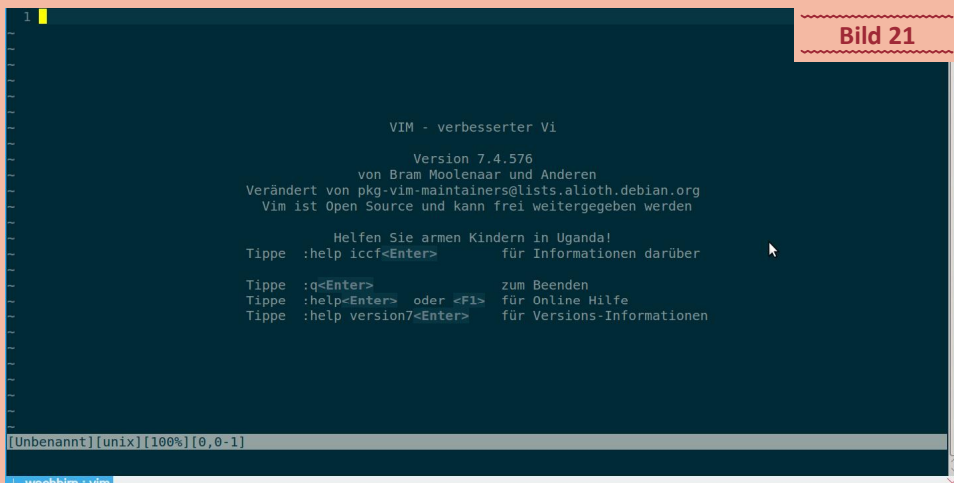 1
Bild 21
~
~
~
~
~
~
~
VIM - verbesserter Vi
~
~
Version 7.4.576
~
von Bram Moolenaar und Anderen
~
Verändert von pkg-vim-maintainers@lists.alioth.debian.org
~
Vim ist Open Source und kann frei weitergegeben werden
~
~
Helfen Sie armen Kindern in Uganda!
~
Tippe :help iccf<Enter> für Informationen darüber
~
~
Tippe :q<Enter> zum Beenden
~
Tippe :help<Enter> oder <F1> für Online Hilfe
~
Tippe :help version7<Enter> für Versions-Informationen
~
~
~
~
~
~
~
[Unbenannt][unix][100%][0,0-1]